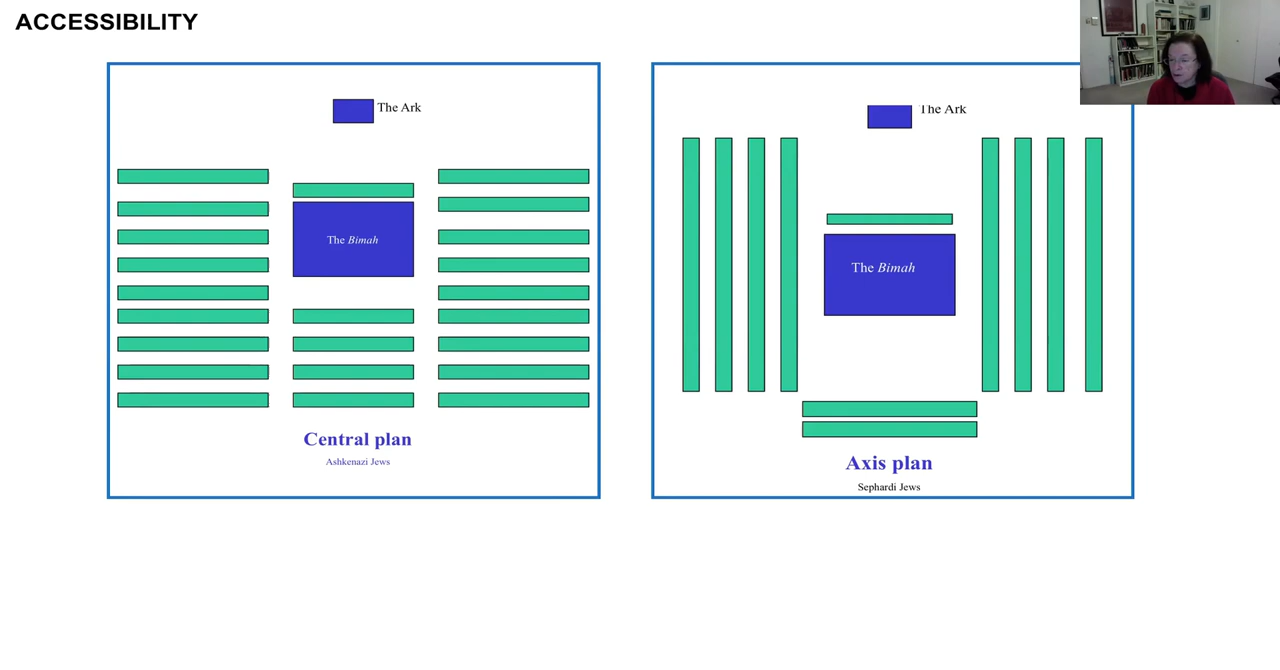 ACCESSIBILITY
The Ark
The Bimah
Central plan
Ashkenazi Jews
The Ark
The Bimah
Axis plan
Sephardi Jews